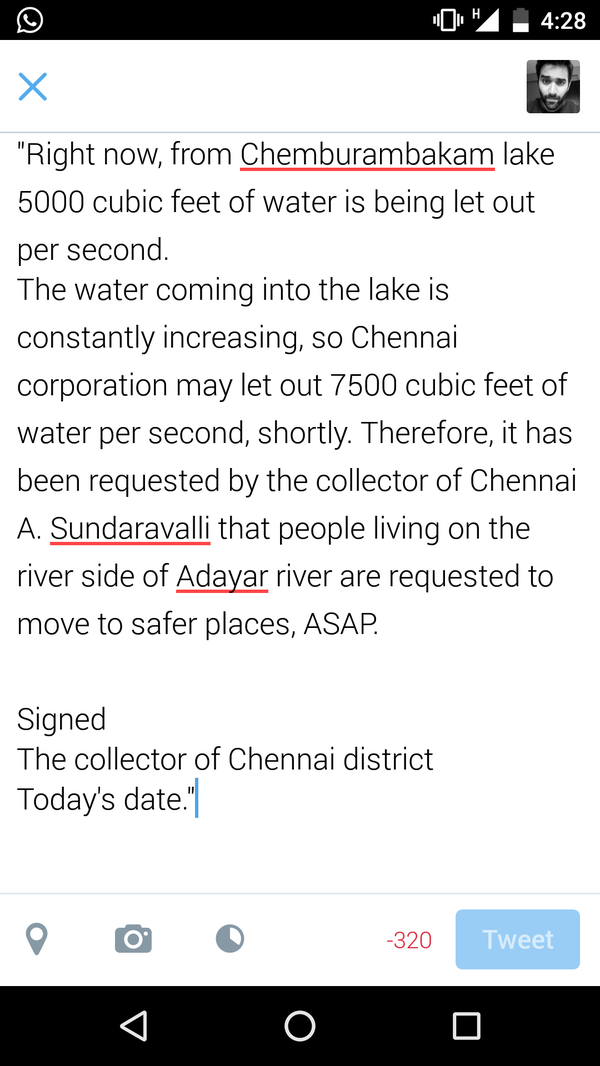 H
4:28
"Right now, from Chemburambakam lake
5000 cubic feet of water is being let out
per second.
The water coming into the lake is
constantly increasing, so Chennai
corporation may let out 7500 cubic feet of
water per second, shortly. Therefore, it has
been requested by the collector of Chennai
A. Sundaravalli that people living on the
river side of Adayar river are requested to
move to safer places, ASAP.
Signed
The collector of Chennai district
Today's date."
-320
Tweet